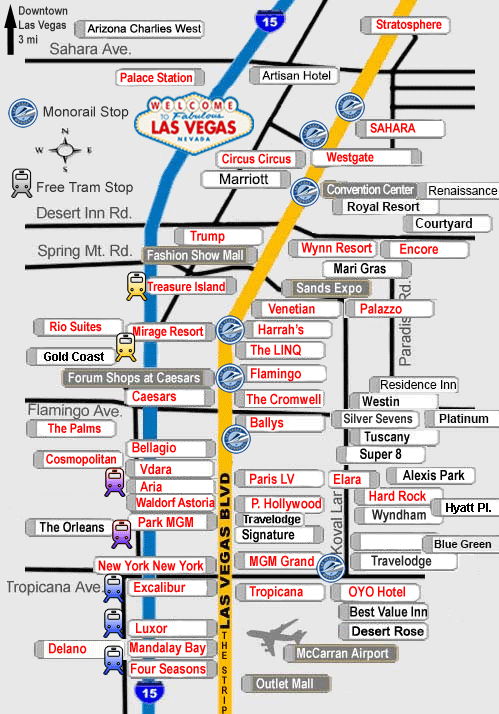 Downtown
Las Vegas
3 mi
Arizona Charlies West
15
Stratosphere
Sahara Ave.
Palace Station
Artisan Hotel
Monorail Stop
WELCOME
TO Fabulous
LAS VEGAS
NEVADA
SAHARA
N
W E
S
Circus Circus
Westgate
Marriott
Free Tram Stop
Convention Center
Renaissance
Royal Resort
Desert Inn Rd.
Courtyard
Trump
Spring Mt. Rd.
Fashion Show Mall
Wynn Resort
Encore
Mari Gras
Treasure Island
Sands Expo
Paradise Rd.
Venetian
Palazzo
Rio Suites
Mirage Resort
Harrah's
The LINQ
Gold Coast
Forum Shops at Caesars
Flamingo
Residence Inn
Caesars
The Cromwell
Westin
Flamingo Ave.
Silver Sevens
Platinum
Ballys
The Palms
Tuscany
Bellagio
Super 8
Cosmopolitan
Vdara
Paris LV
Elara
Alexis Park
Aria
Hard Rock
Waldorf Astoria
P. Hollywood
Hyatt Pl.
Wyndham
Park MGM
Travelodge
The Orleans
Signature
Koval Lan
Blue Green
LAS VEGAS BLVD
New York New York
MGM Grand
Travelodge
Tropicana Ave.
Excalibur
Tropicana
OYO Hotel
Best Value Inn
Luxor
Desert Rose
THE STRIP
Delano
Mandalay Bay
McCarran Airport
Four Seasons
Outlet Mall
15